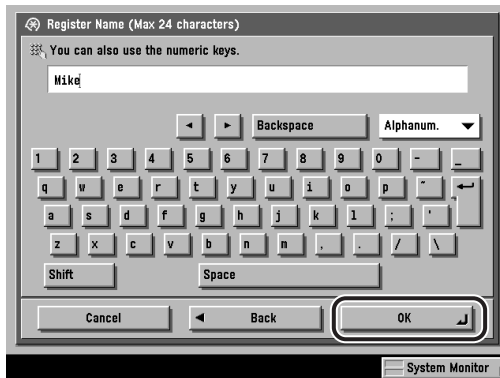 Register Name (Max 24 characters)
You can also use the numeric keys.
Mike
◄ ► Backspace Alphanum. ▼
1 2 3 4 5 6 7 8 9 0 - _
q w e r t y u i o p ~ ↵
a s d f g h j k l ; '
z x c v b n m , . / \
Shift Space
Cancel ◄ Back OK
System Monitor